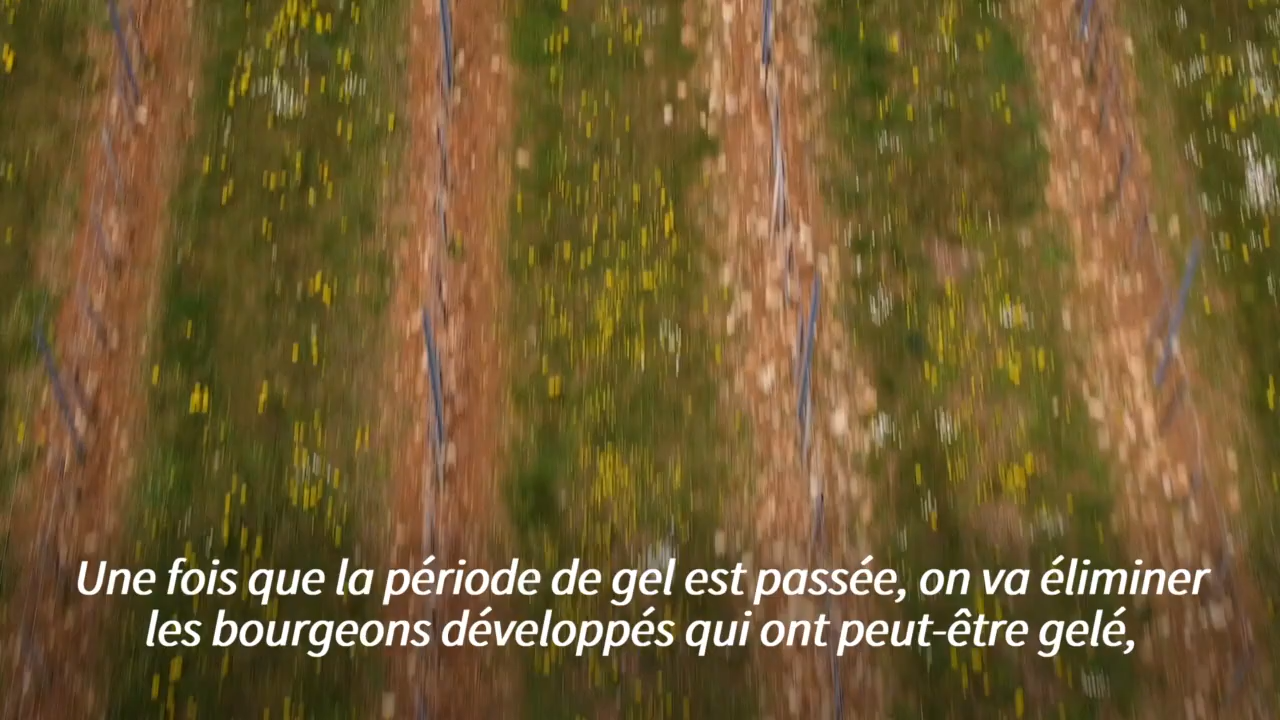 Une fois que la période de gel est passée, on va éliminer
les bourgeons développés qui ont peut-être gelé,